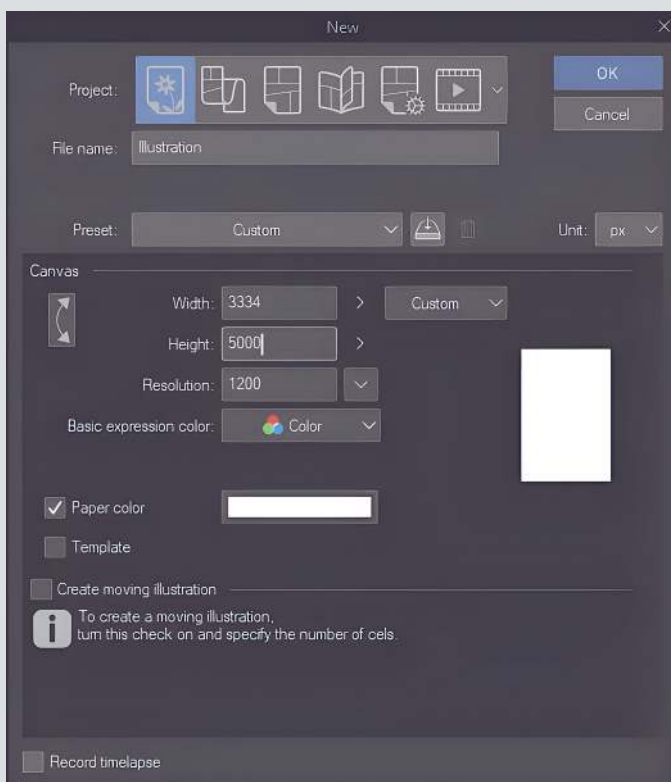 New
Project:
OK
Cancel
File name: Illustration
Preset: Custom Unit: px
Canvas
Width: 3334 > Custom
Height: 5000 >
Resolution: 1200
Basic expression color: Color
Paper color
Template
Create moving illustration
To create a moving illustration,
turn this check on and specify the number of cels.
Record timelapse